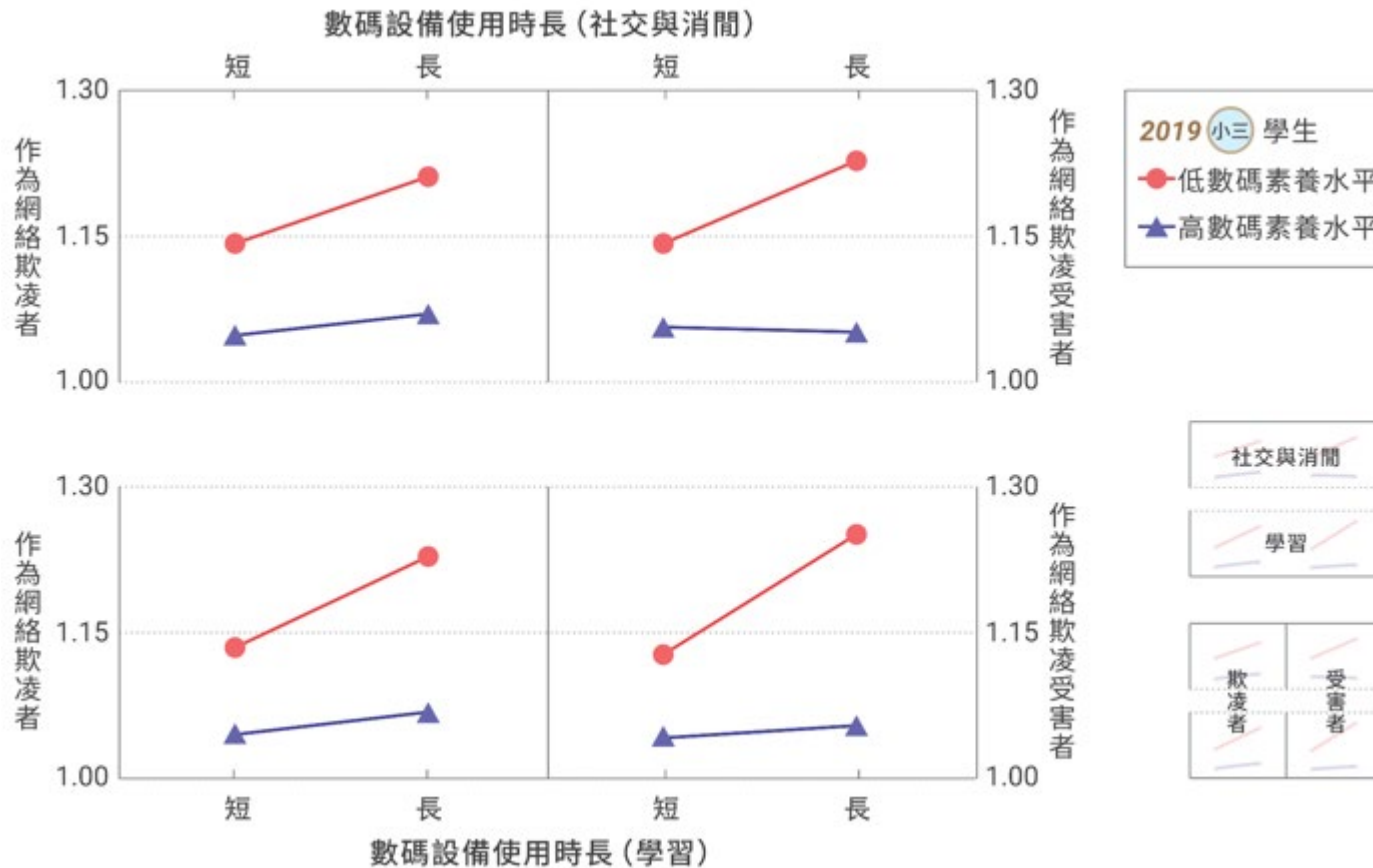 數碼設備使用時長（社交與消閒）
短 長 短 長
1.30 1.30
作為網絡欺凌者
1.15 1.15
作為網絡欺凌受害者
1.00 1.00
2019 小三 學生
低數碼素養水平
高數碼素養水平
社交與消閒
學習
1.30 1.30
作為網絡欺凌者
1.15 1.15
作為網絡欺凌受害者
1.00 1.00
欺凌者
受害者
短 長 短 長
數碼設備使用時長（學習）